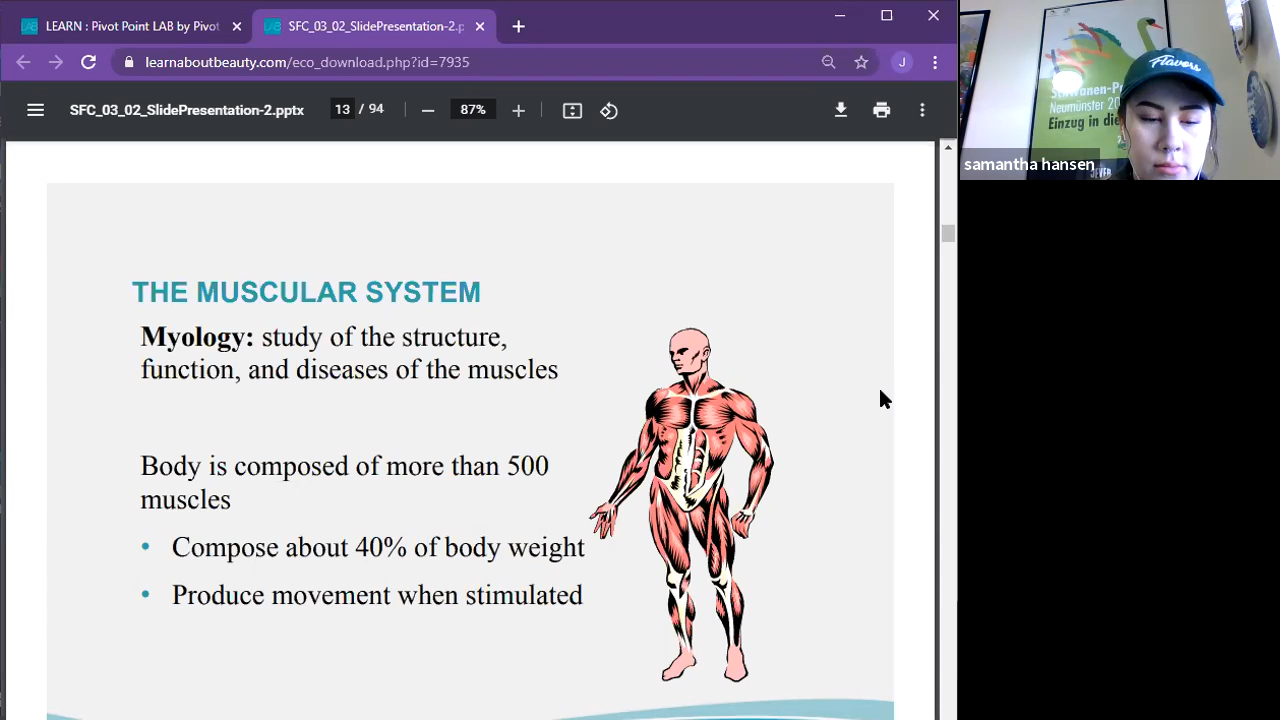 LEARN : Pivot Point LAB by Pivot
SFC_03_02_SlidePresentation-2.p
learnaboutbeauty.com/eco_download.php?id=7935
J
SFC_03_02_SlidePresentation-2.pptx
13 / 94
87%
THE MUSCULAR SYSTEM
Myology: study of the structure,
function, and diseases of the muscles
Body is composed of more than 500
muscles
• Compose about 40% of body weight
• Produce movement when stimulated
Flavors
Neumünster
Einzug in die
samantha hansen